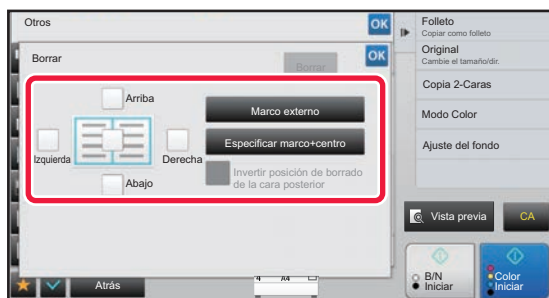 Otros
OK
Borrar
Borrar
OK
Arriba
Izquierda
Derecha
Abajo
Marco externo
Especificar marco+centro
Invertir posición de borrado
de la cara posterior
Atrás
4 A4
Folleto
Copiar como folleto
Original
Cambie el tamaño/dir.
Copia 2-Caras
Modo Color
Ajuste del fondo
Vista previa
CA
B/N
Iniciar
Color
Iniciar